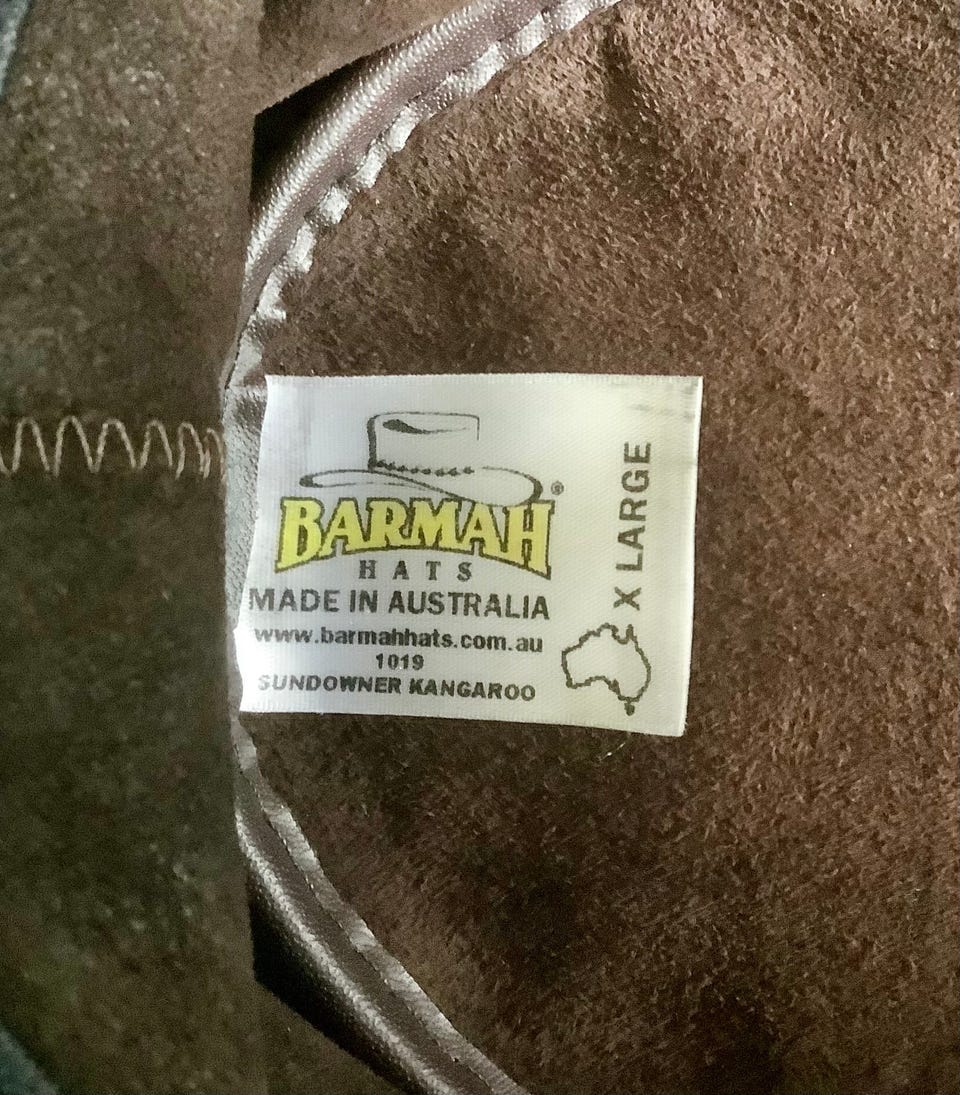 BARMAH®
HATS
MADE IN AUSTRALIA
www.barmahhats.com.au
1019
SUNDOWNER KANGAROO
X LARGE